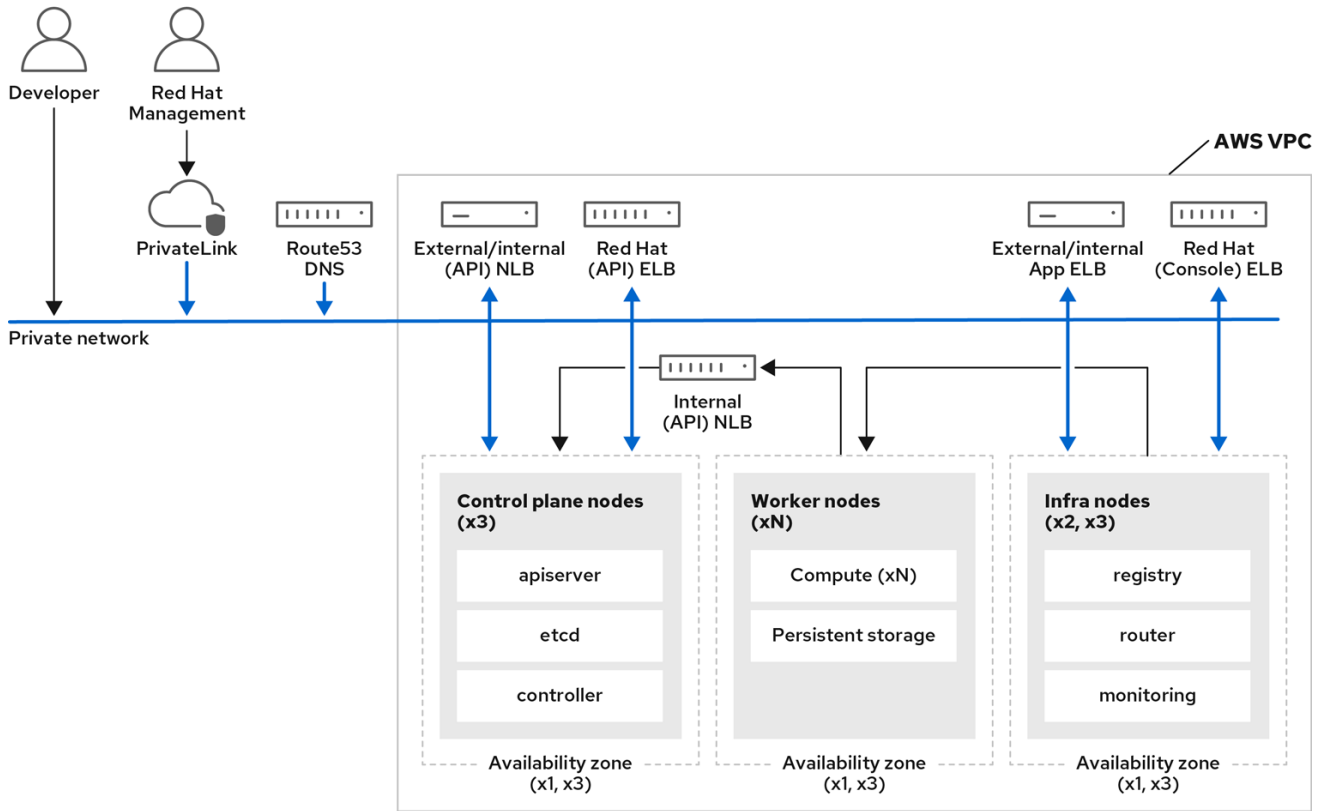 Developer
Red Hat
Management
AWS VPC
PrivateLink
Route53
DNS
External/internal
(API) NLB
Red Hat
(API) ELB
External/internal
App ELB
Red Hat
(Console) ELB
Private network
Internal
(API) NLB
Control plane nodes
(x3)
apiserver
etcd
controller
Availability zone
(x1, x3)
Worker nodes
(xN)
Compute (xN)
Persistent storage
Availability zone
(x1, x3)
Infra nodes
(x2, x3)
registry
router
monitoring
Availability zone
(x1, x3)